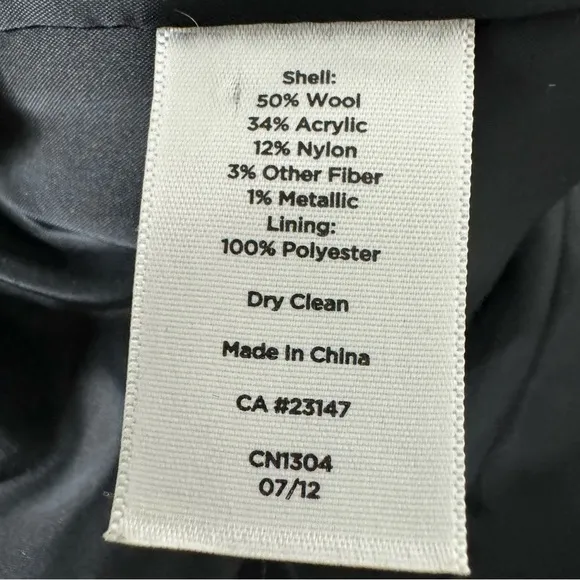 Shell:
50% Wool
34% Acrylic
12% Nylon
3% Other Fiber
1% Metallic
Lining:
100% Polyester
Dry Clean
Made In China
CA #23147
CN1304
07/12